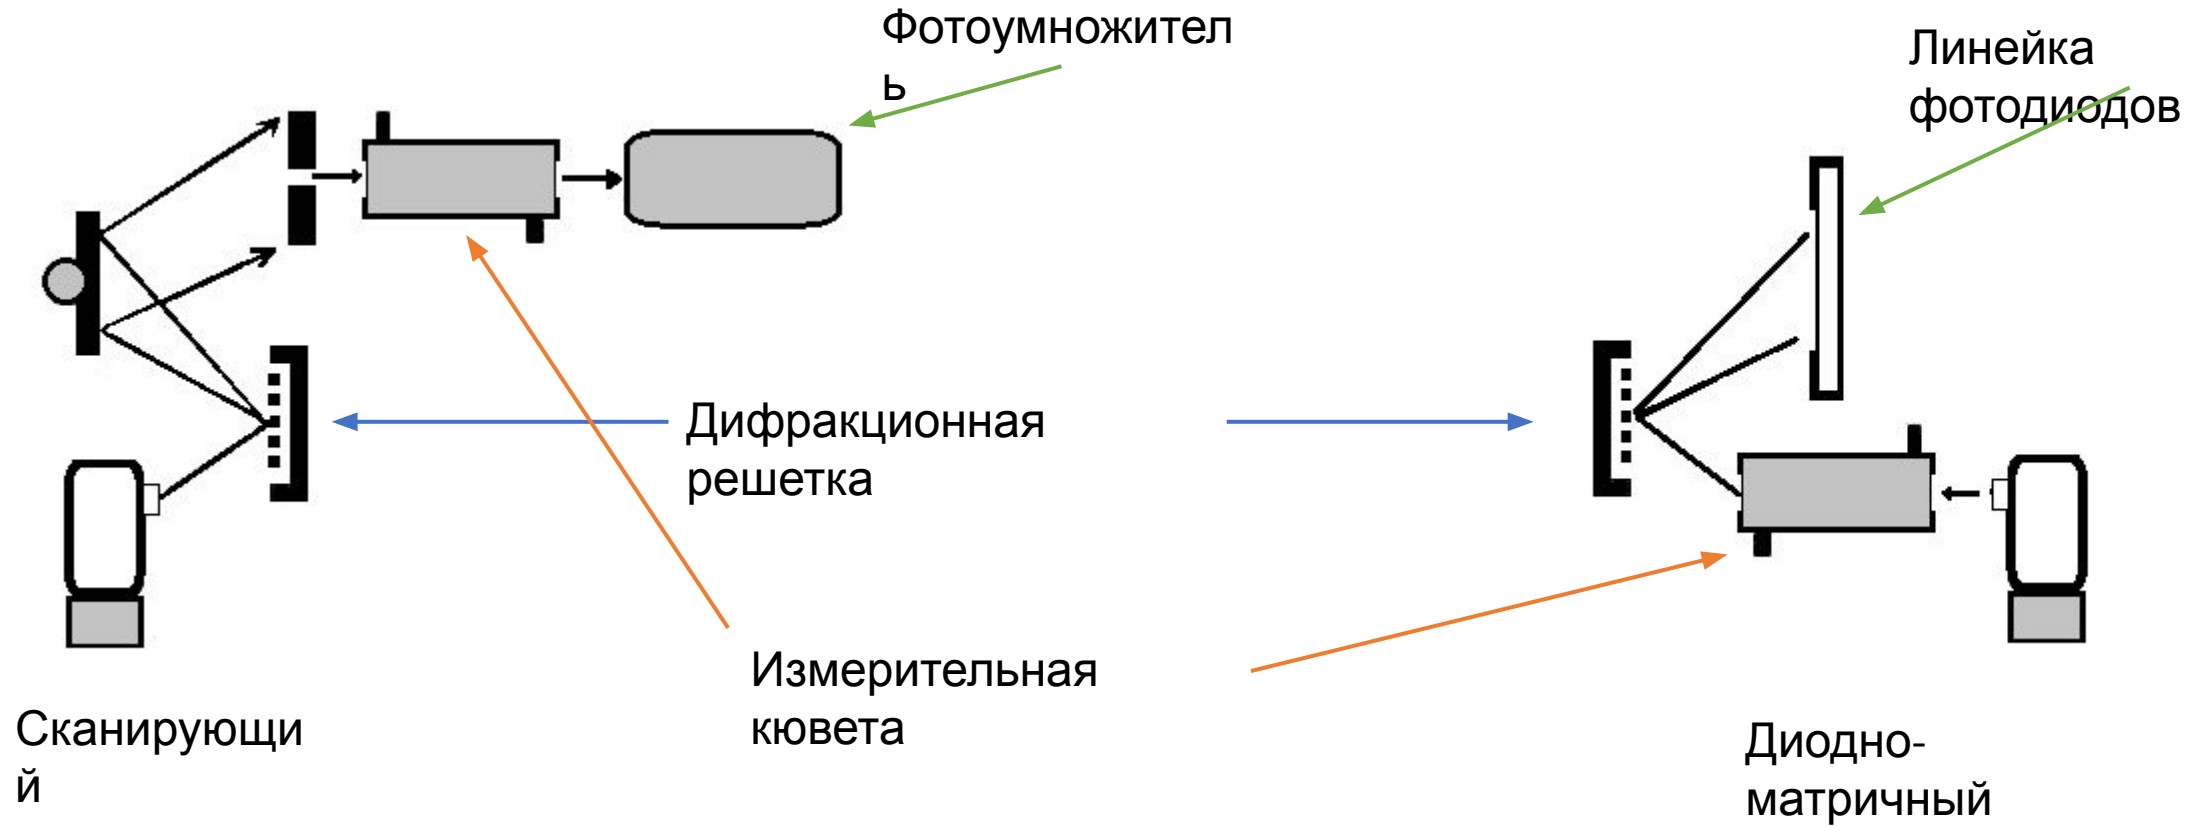 Фотоумножител
ь
Линейка
фотодиодов
Дифракционная
решетка
Измерительная
кювета
Сканирующи
й
Диодно-
матричный